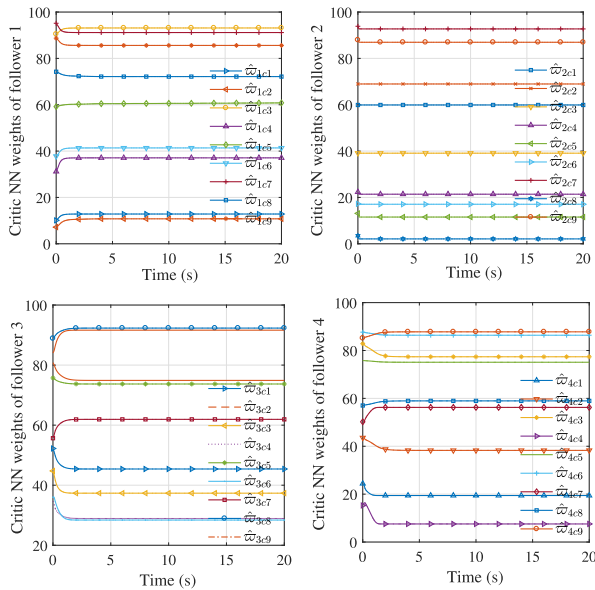 Critic NN weights of follower 1
100
80
60
40
20
0
0 5 10 15 20
Time (s)
ϖ̂1c1
ϖ̂1c2
ϖ̂1c3
ϖ̂1c4
ϖ̂1c5
ϖ̂1c6
ϖ̂1c7
ϖ̂1c8
ϖ̂1c9
Critic NN weights of follower 2
100
80
60
40
20
0
0 5 10 15 20
Time (s)
ϖ̂2c1
ϖ̂2c2
ϖ̂2c3
ϖ̂2c4
ϖ̂2c5
ϖ̂2c6
ϖ̂2c7
ϖ̂2c8
ϖ̂2c9
Critic NN weights of follower 3
100
80
60
40
20
0 5 10 15 20
Time (s)
ϖ̂3c1
ϖ̂3c2
ϖ̂3c3
ϖ̂3c4
ϖ̂3c5
ϖ̂3c6
ϖ̂3c7
ϖ̂3c8
ϖ̂3c9
Critic NN weights of follower 4
100
80
60
40
20
0
0 5 10 15 20
Time (s)
ϖ̂4c1
ϖ̂4c2
ϖ̂4c3
ϖ̂4c4
ϖ̂4c5
ϖ̂4c6
ϖ̂4c7
ϖ̂4c8
ϖ̂4c9